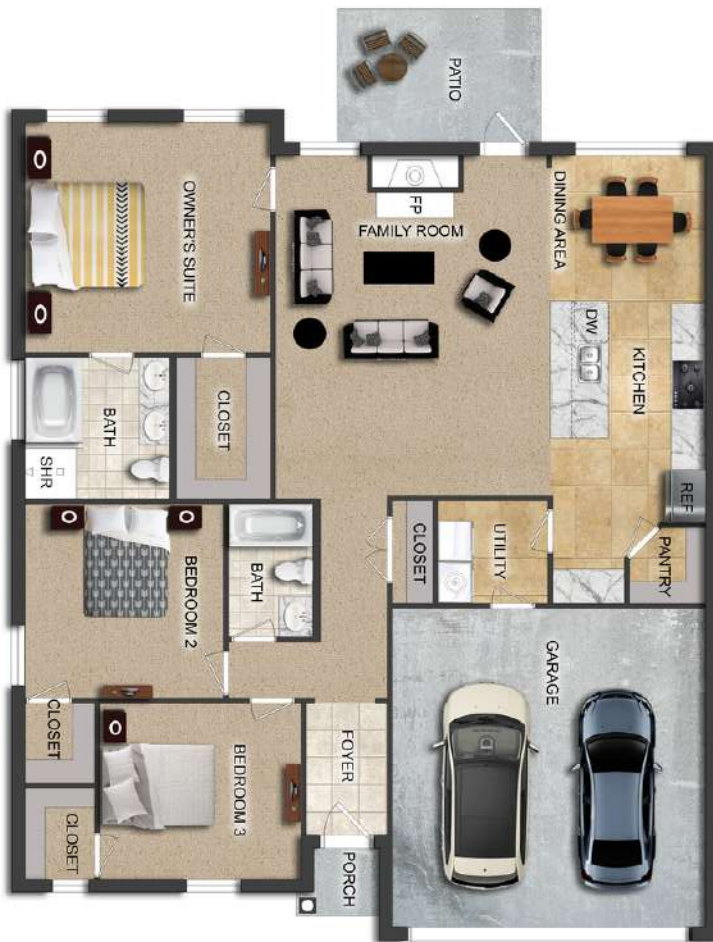 PATIO
OWNER'S SUITE
FP
FAMILY ROOM
DINING AREA
DW
KITCHEN
REF
PANTRY
BATH
SHR
CLOSET
BEDROOM 2
BATH
CLOSET
UTILITY
GARAGE
CLOSET
BEDROOM 3
CLOSET
FOYER
PORCH